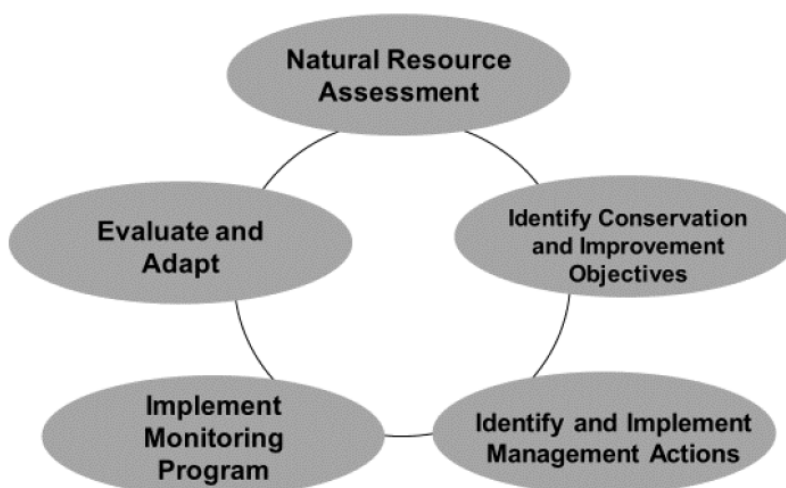 Natural Resource
Assessment
Identify Conservation
and Improvement
Objectives
Identify and Implement
Management Actions
Implement
Monitoring
Program
Evaluate and
Adapt